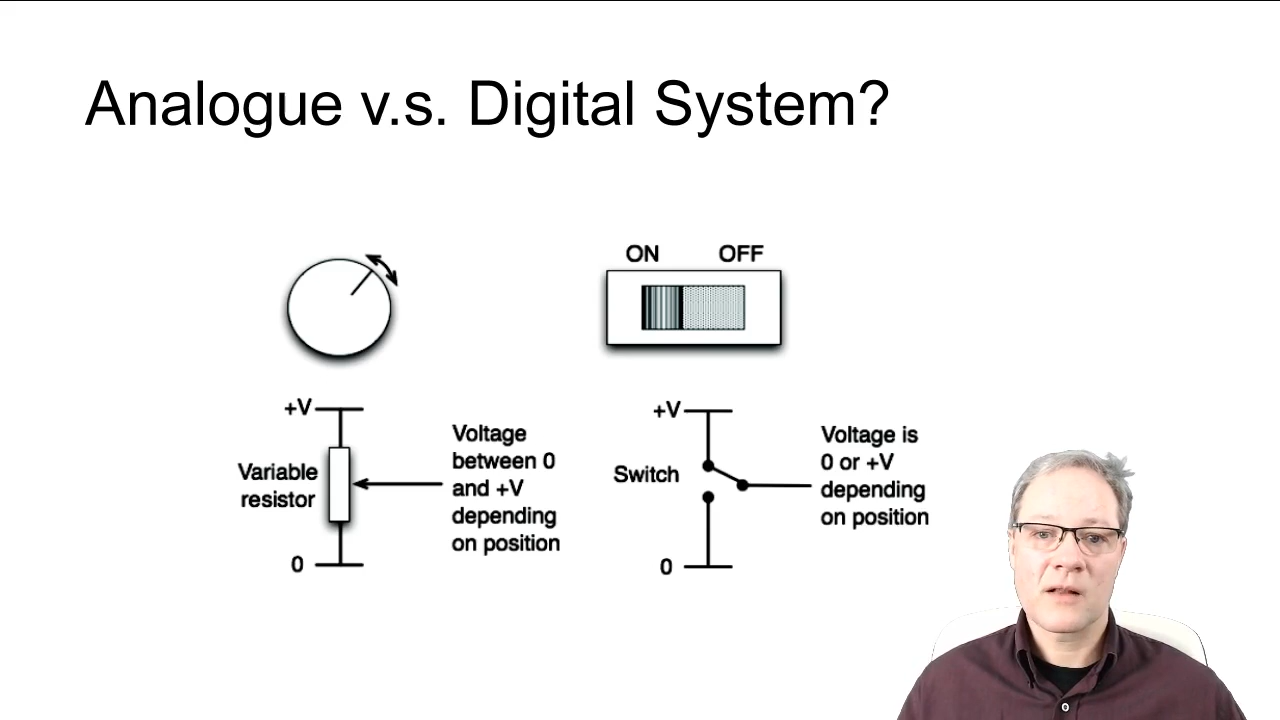 Analogue v.s. Digital System?
ON OFF
+V
Variable
resistor
0
Voltage
between 0
and +V
depending
on position
+V
Switch
0
Voltage is
0 or +V
depending
on position